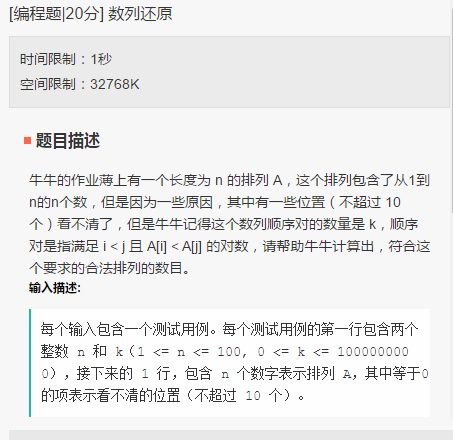 [编程题|20分] 数列还原
时间限制：1秒
空间限制：32768K
题目描述
牛牛的作业薄上有一个长度为 n 的排列 A，这个排列包含了从1到
n的n个数，但是因为一些原因，其中有一些位置（不超过 10
个）看不清了，但是牛牛记得这个数列顺序对的数量是 k，顺序
对是指满足 i < j 且 A[i] < A[j] 的对数，请帮助牛牛计算出，符合这
个要求的合法排列的数目。
输入描述:
每个输入包含一个测试用例。每个测试用例的第一行包含两个
整数 n 和 k（1 <= n <= 100, 0 <= k <= 100000000
0），接下来的 1 行，包含 n 个数字表示排列 A，其中等于0
的项表示看不清的位置（不超过 10 个）。